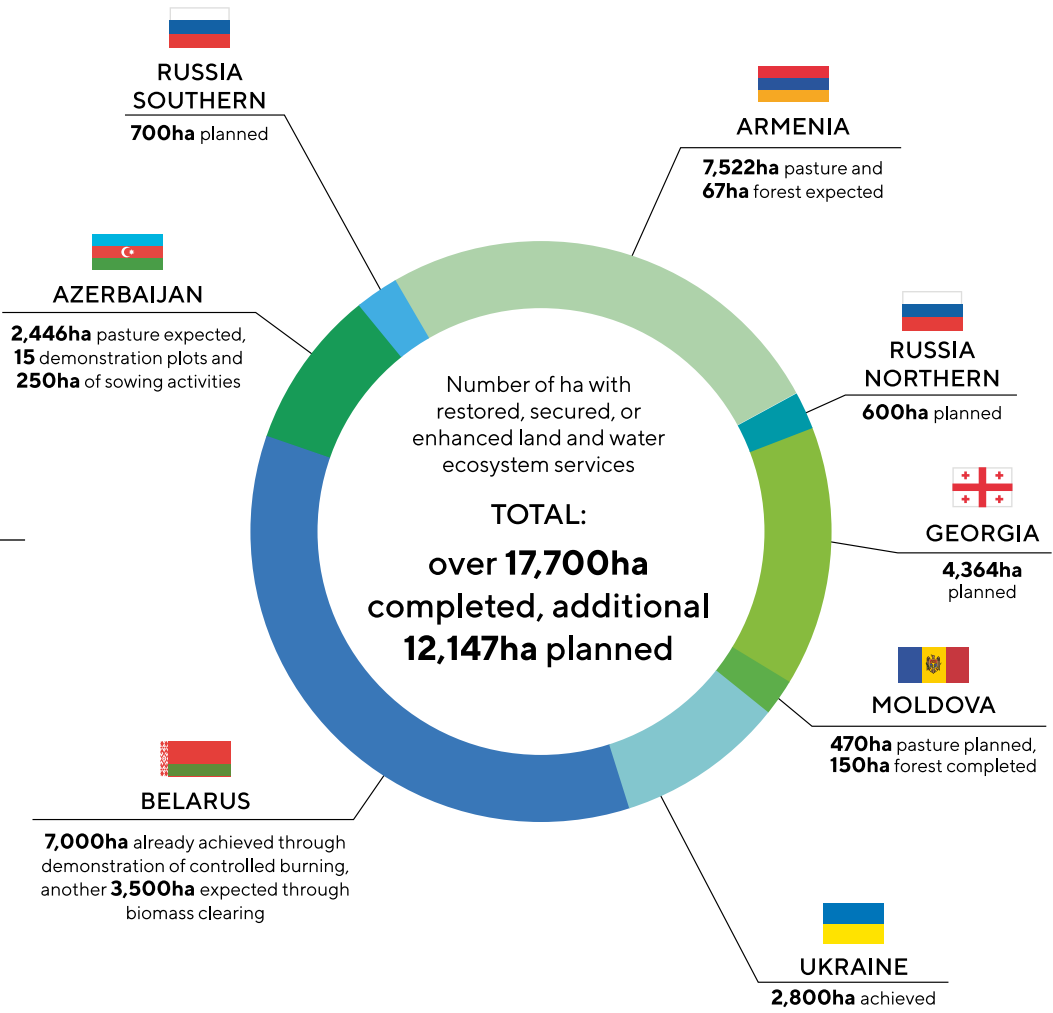 RUSSIA
SOUTHERN
700ha planned
ARMENIA
7,522ha pasture and
67ha forest expected
AZERBAIJAN
2,446ha pasture expected,
15 demonstration plots and
250ha of sowing activities
RUSSIA
NORTHERN
600ha planned
Number of ha with
restored, secured, or
enhanced land and water
ecosystem services
TOTAL:
over 17,700ha
completed, additional
12,147ha planned
GEORGIA
4,364ha
planned
MOLDOVA
470ha pasture planned,
150ha forest completed
BELARUS
7,000ha already achieved through
demonstration of controlled burning,
another 3,500ha expected through
biomass clearing
UKRAINE
2,800ha achieved